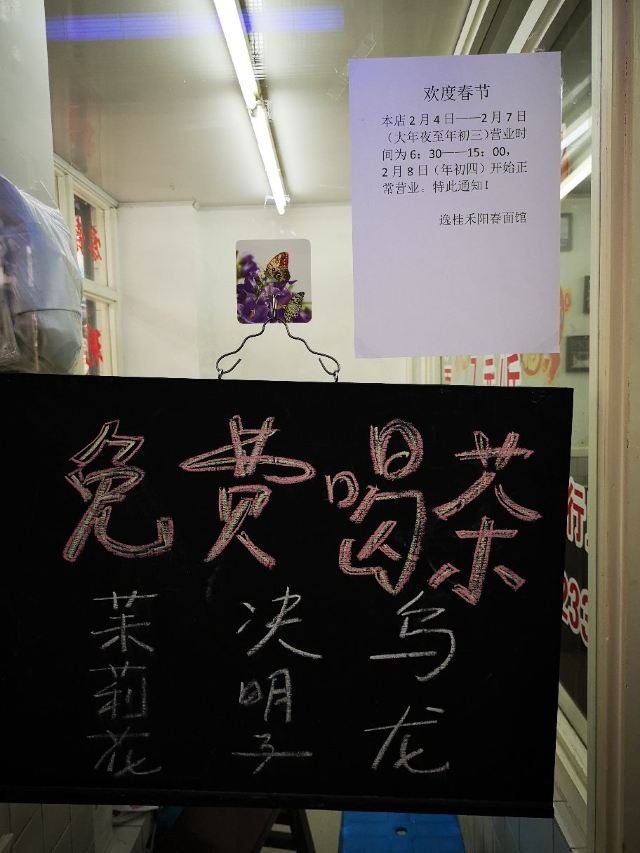 欢度春节
本店2月4日——2月7日
（大年夜至年初三）营业时
间为6：30——15：00，
2月8日（年初四）开始正
常营业。特此通知！
逸桂禾阳春面馆
免费喝茶
茉莉花
决明子
乌龙
行
233